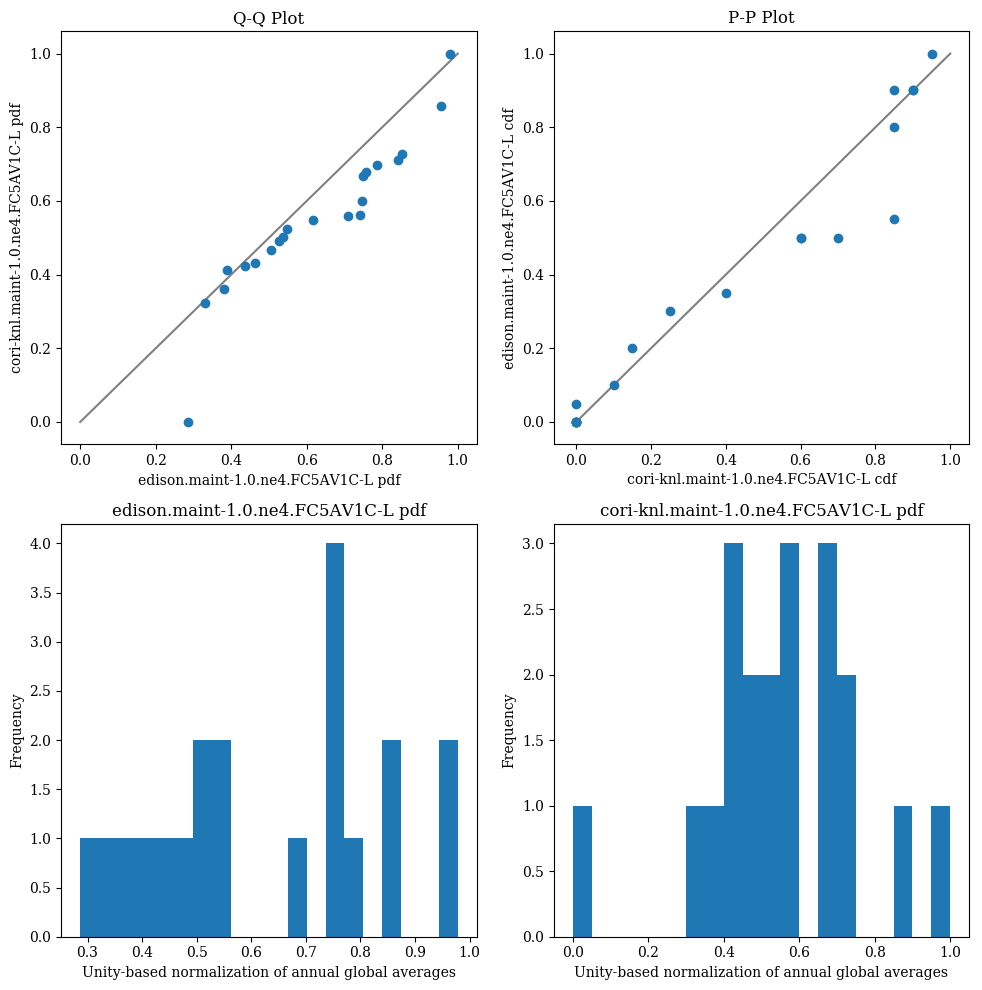 Q-Q Plot
1.0
0.8
0.6
0.4
0.2
0.0
cori-knl.maint-1.0.ne4.FC5AV1C-L pdf
0.0 0.2 0.4 0.6 0.8 1.0
edison.maint-1.0.ne4.FC5AV1C-L pdf
P-P Plot
1.0
0.8
0.6
0.4
0.2
0.0
edison.maint-1.0.ne4.FC5AV1C-L cdf
0.0 0.2 0.4 0.6 0.8 1.0
cori-knl.maint-1.0.ne4.FC5AV1C-L cdf
edison.maint-1.0.ne4.FC5AV1C-L pdf
4.0
3.5
3.0
2.5
2.0
1.5
1.0
0.5
0.0
Frequency
0.3 0.4 0.5 0.6 0.7 0.8 0.9 1.0
Unity-based normalization of annual global averages
cori-knl.maint-1.0.ne4.FC5AV1C-L pdf
3.0
2.5
2.0
1.5
1.0
0.5
0.0
Frequency
0.0 0.2 0.4 0.6 0.8 1.0
Unity-based normalization of annual global averages